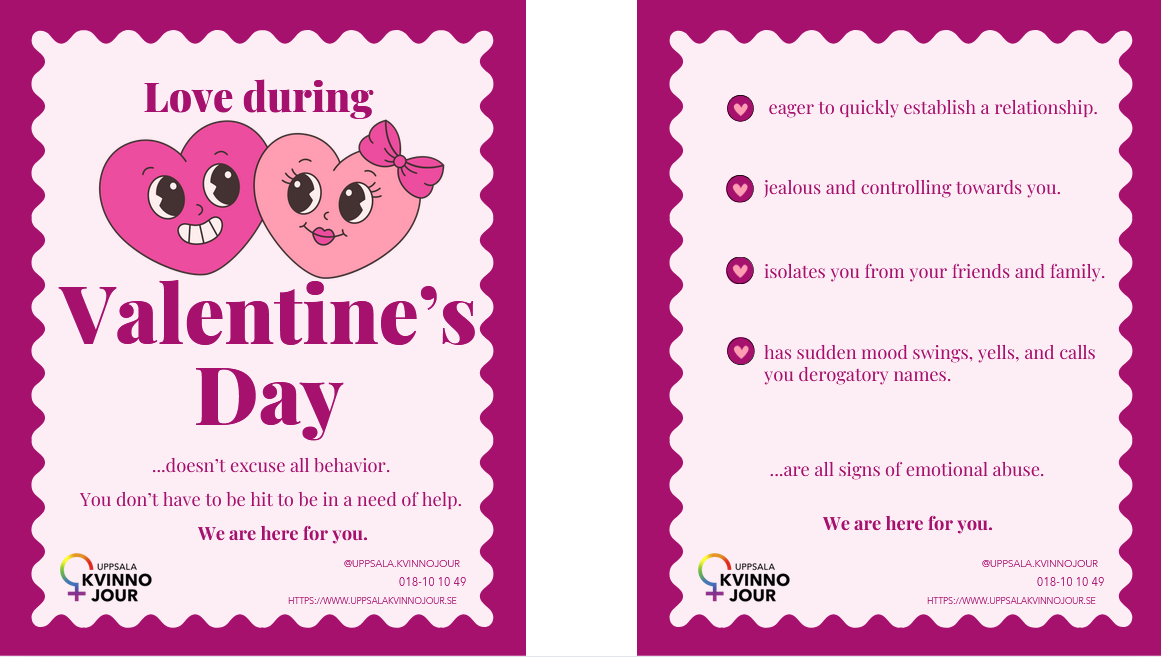 Love during
Valentine's
Day
...doesn't excuse all behavior.
You don't have to be hit to be in a need of help.
We are here for you.
UPPSALA
KVINNO
JOUR
@UPPSALA.KVINNOJOUR
018-10 10 49
HTTPS://WWW.UPPSALAKVINNOJOUR.SE
eager to quickly establish a relationship.
jealous and controlling towards you.
isolates you from your friends and family.
has sudden mood swings, yells, and calls
you derogatory names.
...are all signs of emotional abuse.
We are here for you.
UPPSALA
KVINNO
JOUR
@UPPSALA.KVINNOJOUR
018-10 10 49
HTTPS://WWW.UPPSALAKVINNOJOUR.SE